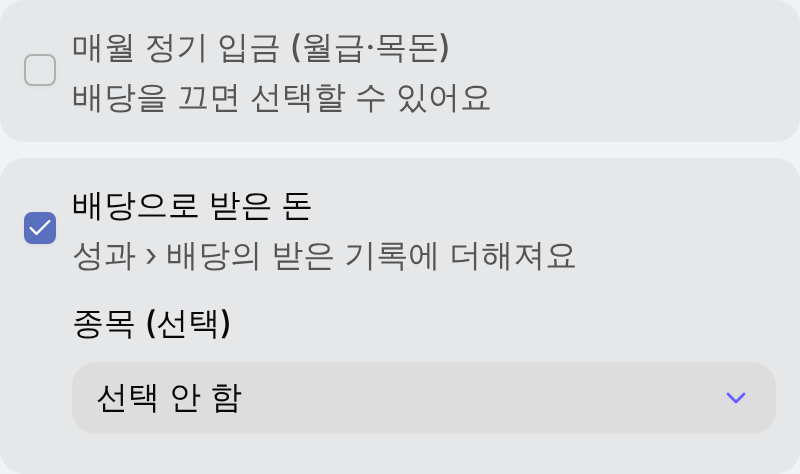 매월 정기 입금 (월급·목돈)
배당을 끄면 선택할 수 있어요
배당으로 받은 돈
성과 › 배당의 받은 기록에 더해져요
종목 (선택)
선택 안 함